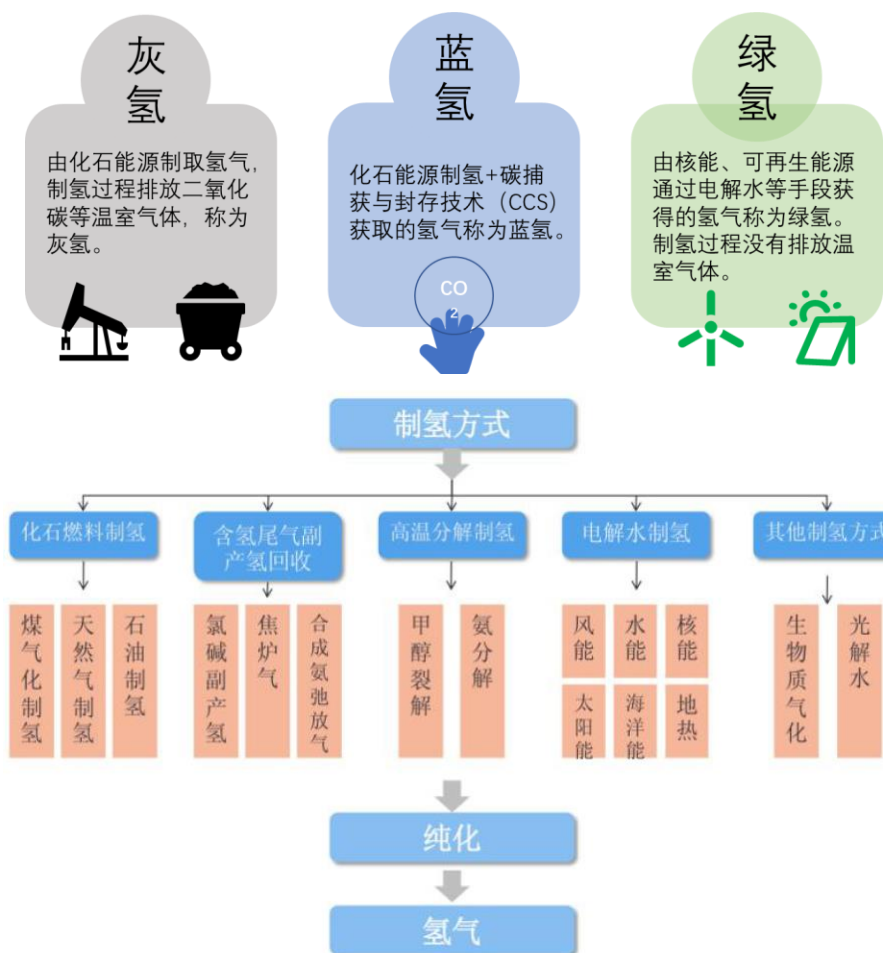 灰
氢
由化石能源制取氢气，
制氢过程排放二氧化
碳等温室气体，称为
灰氢。
蓝
氢
化石能源制氢+碳捕
获与封存技术（CCS）
获取的氢气称为蓝氢。
CO
2
绿
氢
由核能、可再生能源
通过电解水等手段获
得的氢气称为绿氢。
制氢过程没有排放温
室气体。
制氢方式
化石燃料制氢
含氢尾气副
产氢回收
高温分解制氢
电解水制氢
其他制氢方式
煤气化制氢
天然气制氢
石油制氢
氯碱副产氢
焦炉气
合成氨弛放气
甲醇裂解
氨分解
风能
水能
核能
太阳能
海洋能
地热
生物质气化
光解水
纯化
氢气